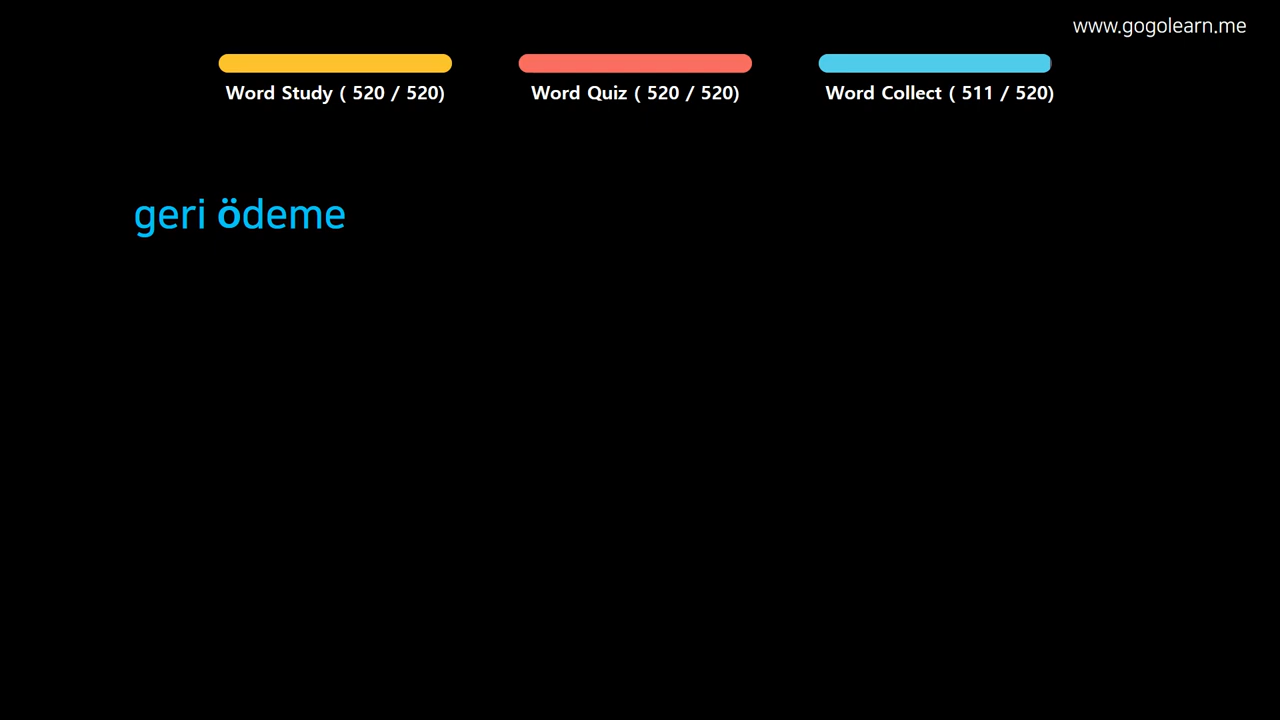 www.gogolearn.me
Word Study ( 520 / 520)
Word Quiz ( 520 / 520)
Word Collect ( 511 / 520)
geri ödeme